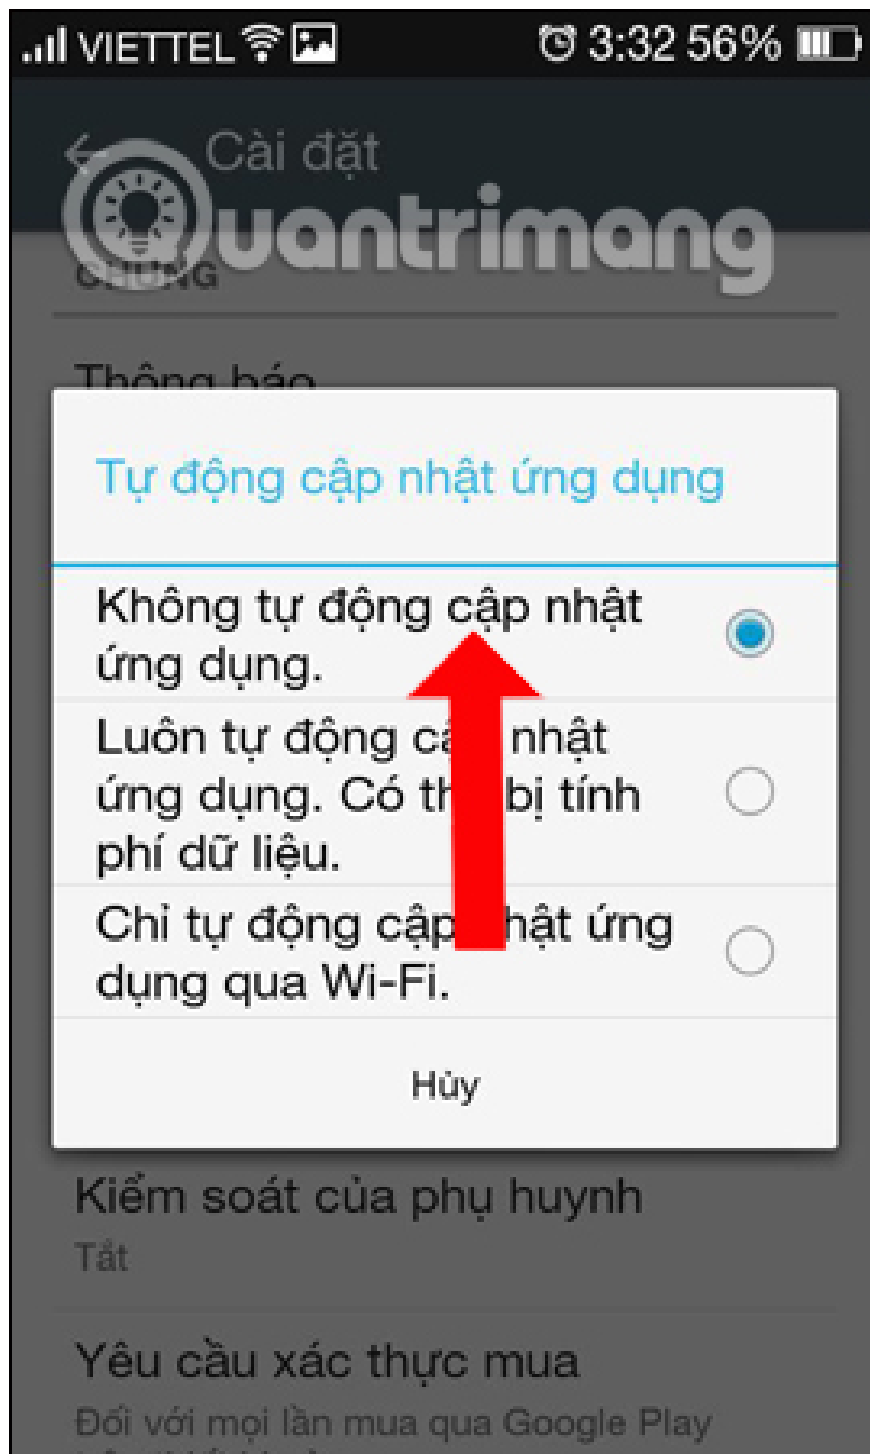 VIETTEL 3:32 56%
Cài đặt
Quantrimang
CHUNG
Thông báo
Tự động cập nhật ứng dụng
Không tự động cập nhật
ứng dụng.
Luôn tự động cập nhật
ứng dụng. Có thể bị tính
phí dữ liệu.
Chỉ tự động cập nhật ứng
dụng qua Wi-Fi.
Hủy
Kiểm soát của phụ huynh
Tắt
Yêu cầu xác thực mua
Đối với mọi lần mua qua Google Play